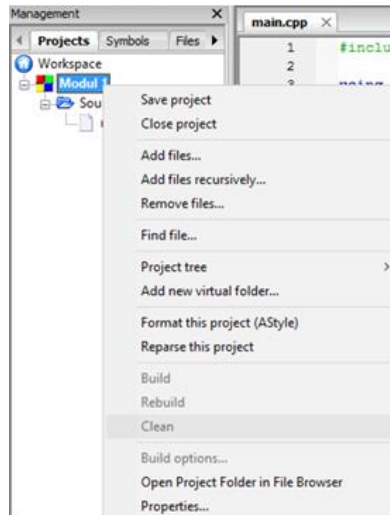 Management
main.cpp
Projects Symbols Files
1 #inclu
2
3
Workspace
Modul 1
Sou
Save project
Close project
Add files...
Add files recursively...
Remove files...
Find file...
Project tree
Add new virtual folder...
Format this project (AStyle)
Reparse this project
Build
Rebuild
Clean
Build options...
Open Project Folder in File Browser
Properties...